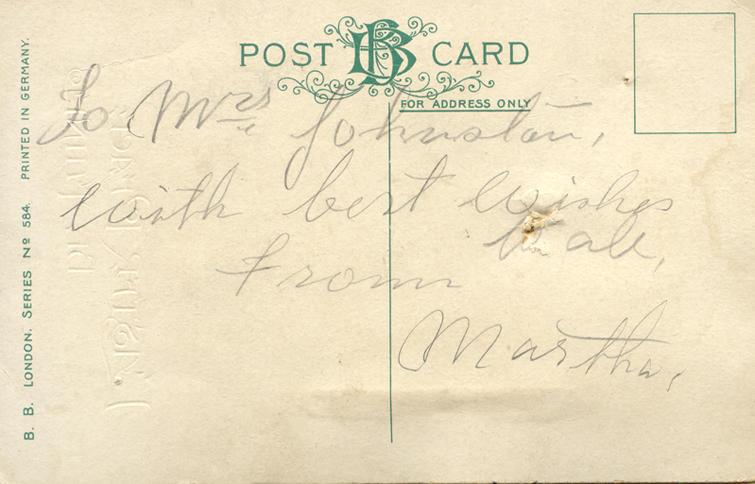 POST BB CARD
FOR ADDRESS ONLY
To Mrs Johnston,
with best wishes
to all,
From
Martha,
B. B. LONDON. SERIES Nº 584. PRINTED IN GERMANY.